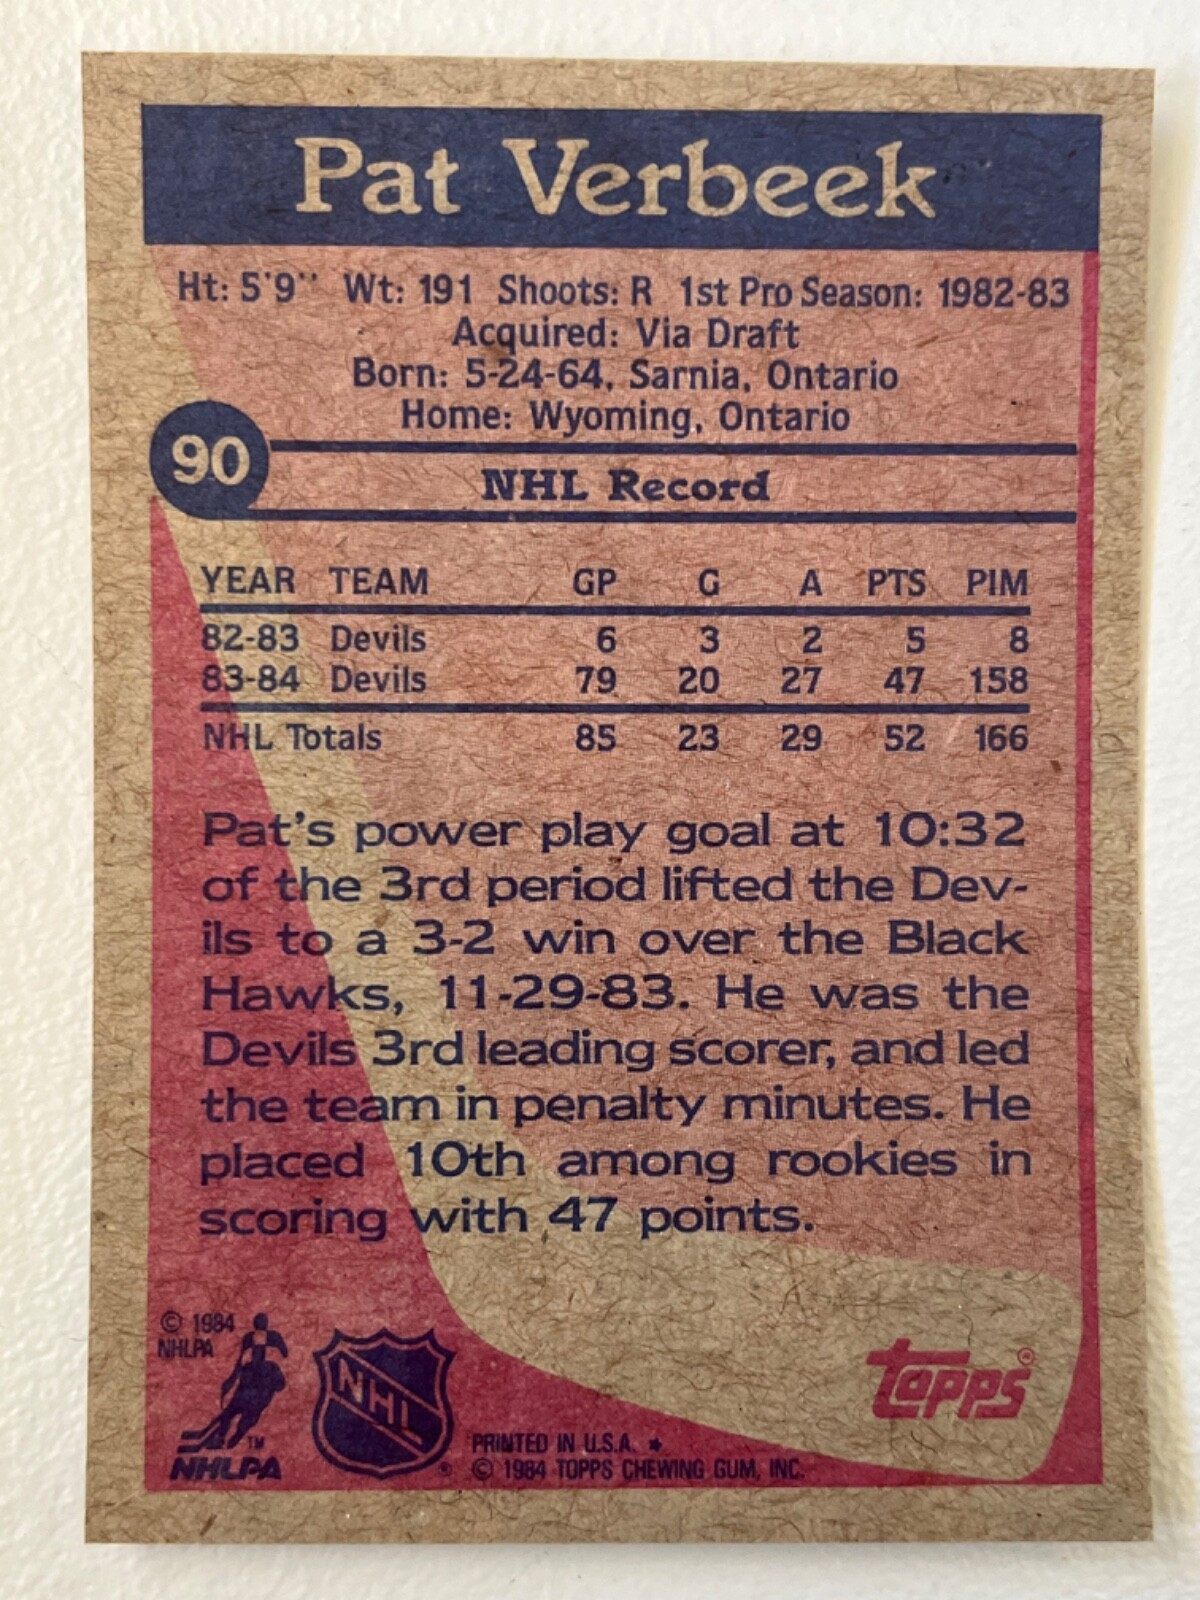 Pat Verbeek
Ht: 5'9" Wt: 191 Shoots: R 1st Pro Season: 1982-83
Acquired: Via Draft
Born: 5-24-64, Sarnia, Ontario
Home: Wyoming, Ontario
90
NHL Record
YEAR TEAM GP G A PTS PIM
82-83 Devils 6 3 2 5 8
83-84 Devils 79 20 27 47 158
NHL Totals 85 23 29 52 166
Pat's power play goal at 10:32
of the 3rd period lifted the Dev-
ils to a 3-2 win over the Black
Hawks, 11-29-83. He was the
Devils 3rd leading scorer, and led
the team in penalty minutes. He
placed 10th among rookies in
scoring with 47 points.
© 1984
NHLPA
TM
NHLPA
NHL
®
PRINTED IN U.S.A. *
© 1984 TOPPS CHEWING GUM, INC.
topps®